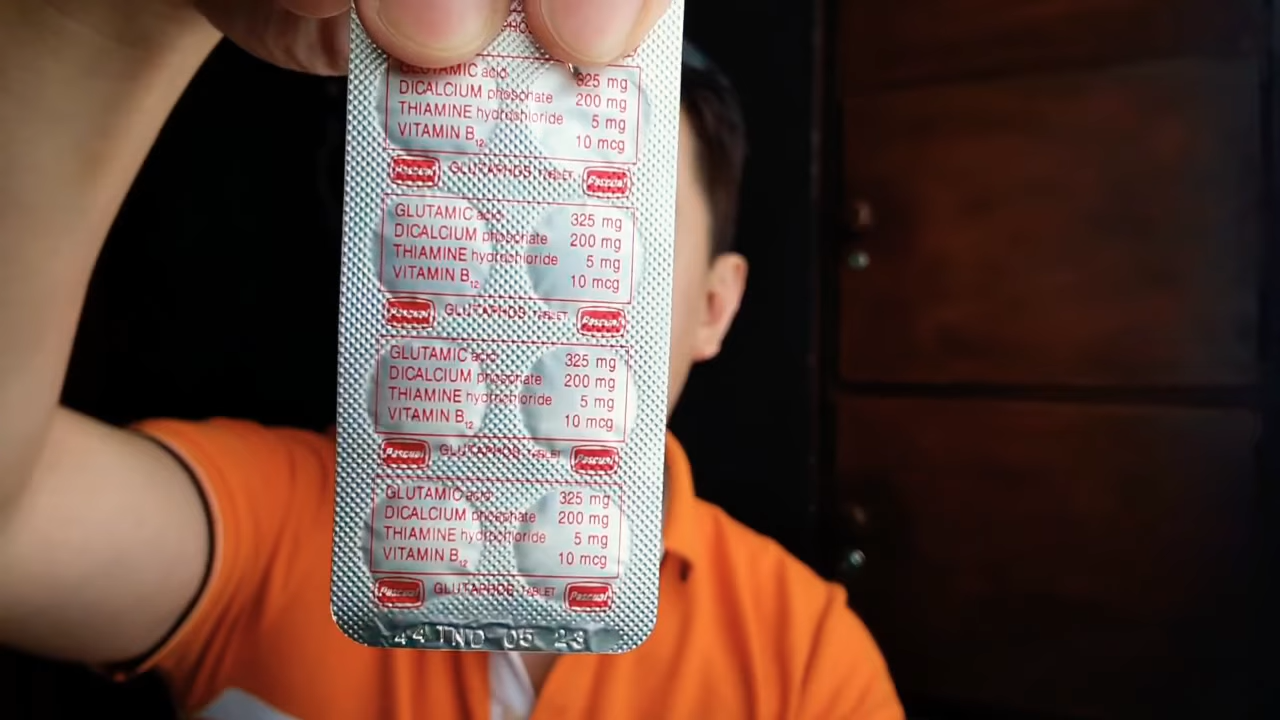 GLUTAMIC acid 325 mg
DICALCIUM phosphate 200 mg
THIAMINE hydrochloride 5 mg
VITAMIN B12 10 mcg
Pascual GLUTAPHOS TABLET Pascual
GLUTAMIC acid 325 mg
DICALCIUM phosphate 200 mg
THIAMINE hydrochloride 5 mg
VITAMIN B12 10 mcg
Pascual GLUTAPHOS TABLET Pascual
GLUTAMIC acid 325 mg
DICALCIUM phosphate 200 mg
THIAMINE hydrochloride 5 mg
VITAMIN B12 10 mcg
Pascual GLUTAPHOS TABLET Pascual
GLUTAMIC acid 325 mg
DICALCIUM phosphate 200 mg
THIAMINE hydrochloride 5 mg
VITAMIN B12 10 mcg
Pascual GLUTAPHOS TABLET Pascual
05 23